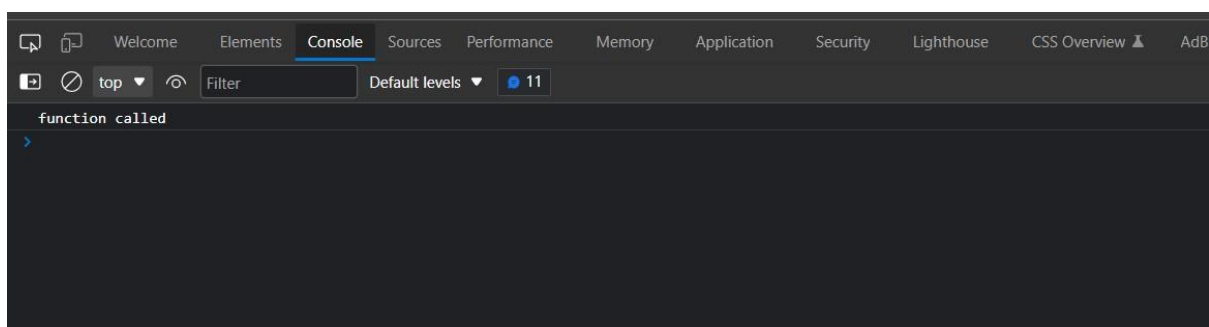 Welcome Elements Console Sources Performance Memory Application Security Lighthouse CSS Overview AdB
top Filter Default levels 11
function called